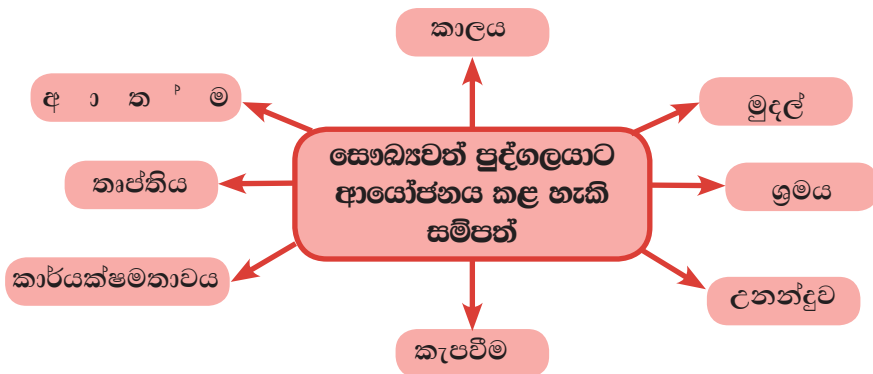 කාලය
අ ා ත ් ම
මුදල්
සෞඛ්‍යවත් පුද්ගලයාට
ආයෝජනය කළ හැකි
සම්පත්
තෘප්තිය
ශ්‍රමය
කාර්යක්ෂමතාවය
උනන්දුව
කැපවීම